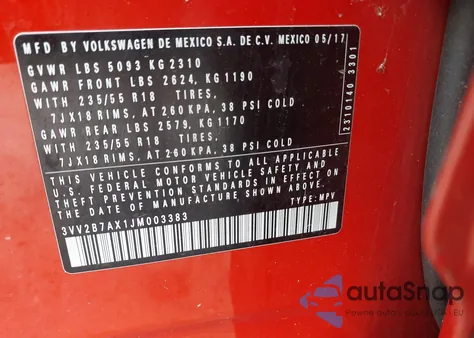 MFD BY VOLKSWAGEN DE MEXICO S.A. DE C.V. MEXICO 05/17
GVWR LBS 5093 KG 2310
GAWR FRONT LBS 2624, KG 1190
WITH 235/55 R18 TIRES,
7JX18 RIMS, AT 260 KPA, 38 PSI COLD
GAWR REAR LBS 2579, KG 1170
WITH 235/55 R18 TIRES,
7JX18 RIMS, AT 260 KPA, 38 PSI COLD
THIS VEHICLE CONFORMS TO ALL APPLICABLE
U.S. FEDERAL MOTOR VEHICLE SAFETY AND
THEFT PREVENTION STANDARDS IN EFFECT ON
THE DATE OF MANUFACTURE SHOWN ABOVE.
3VV2B7AX1JM003383
TYPE: MPV
2310140 3301
autoSnap
Pewne auto